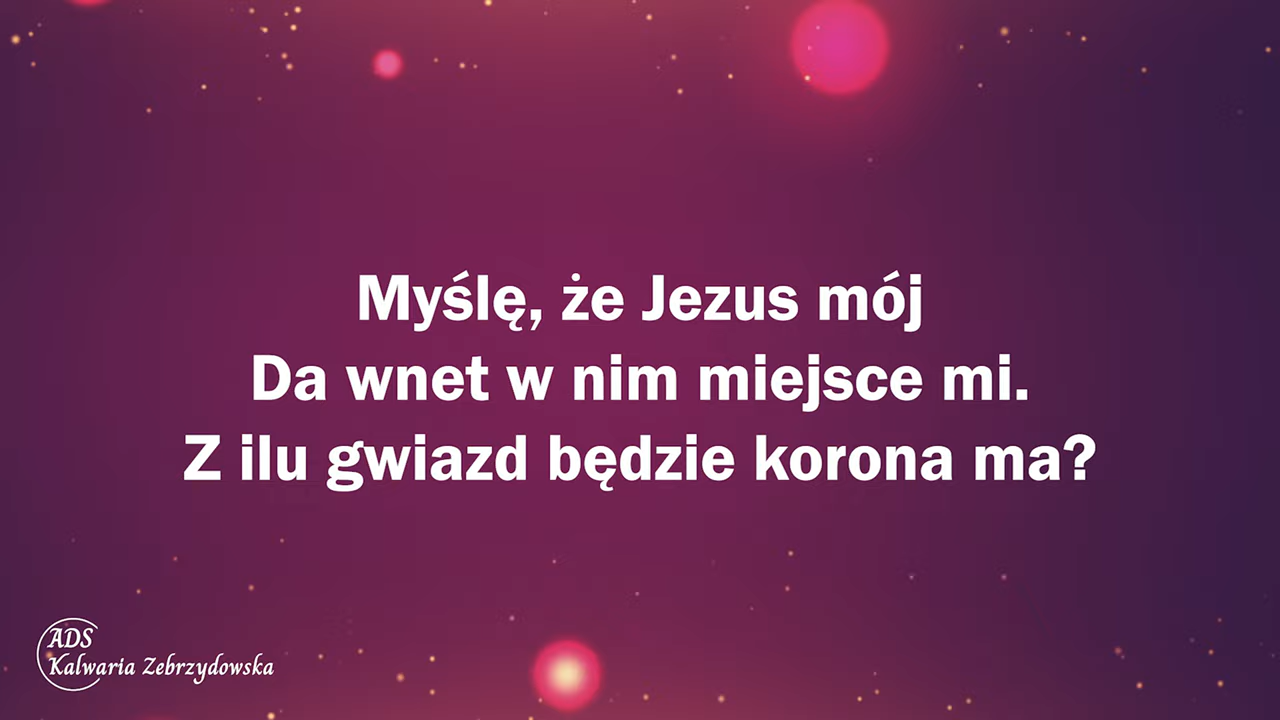 Myślę, że Jezus mój
Da wnet w nim miejsce mi.
Z ilu gwiazd będzie korona ma?
ADS
Kalwaria Zebrzydowska